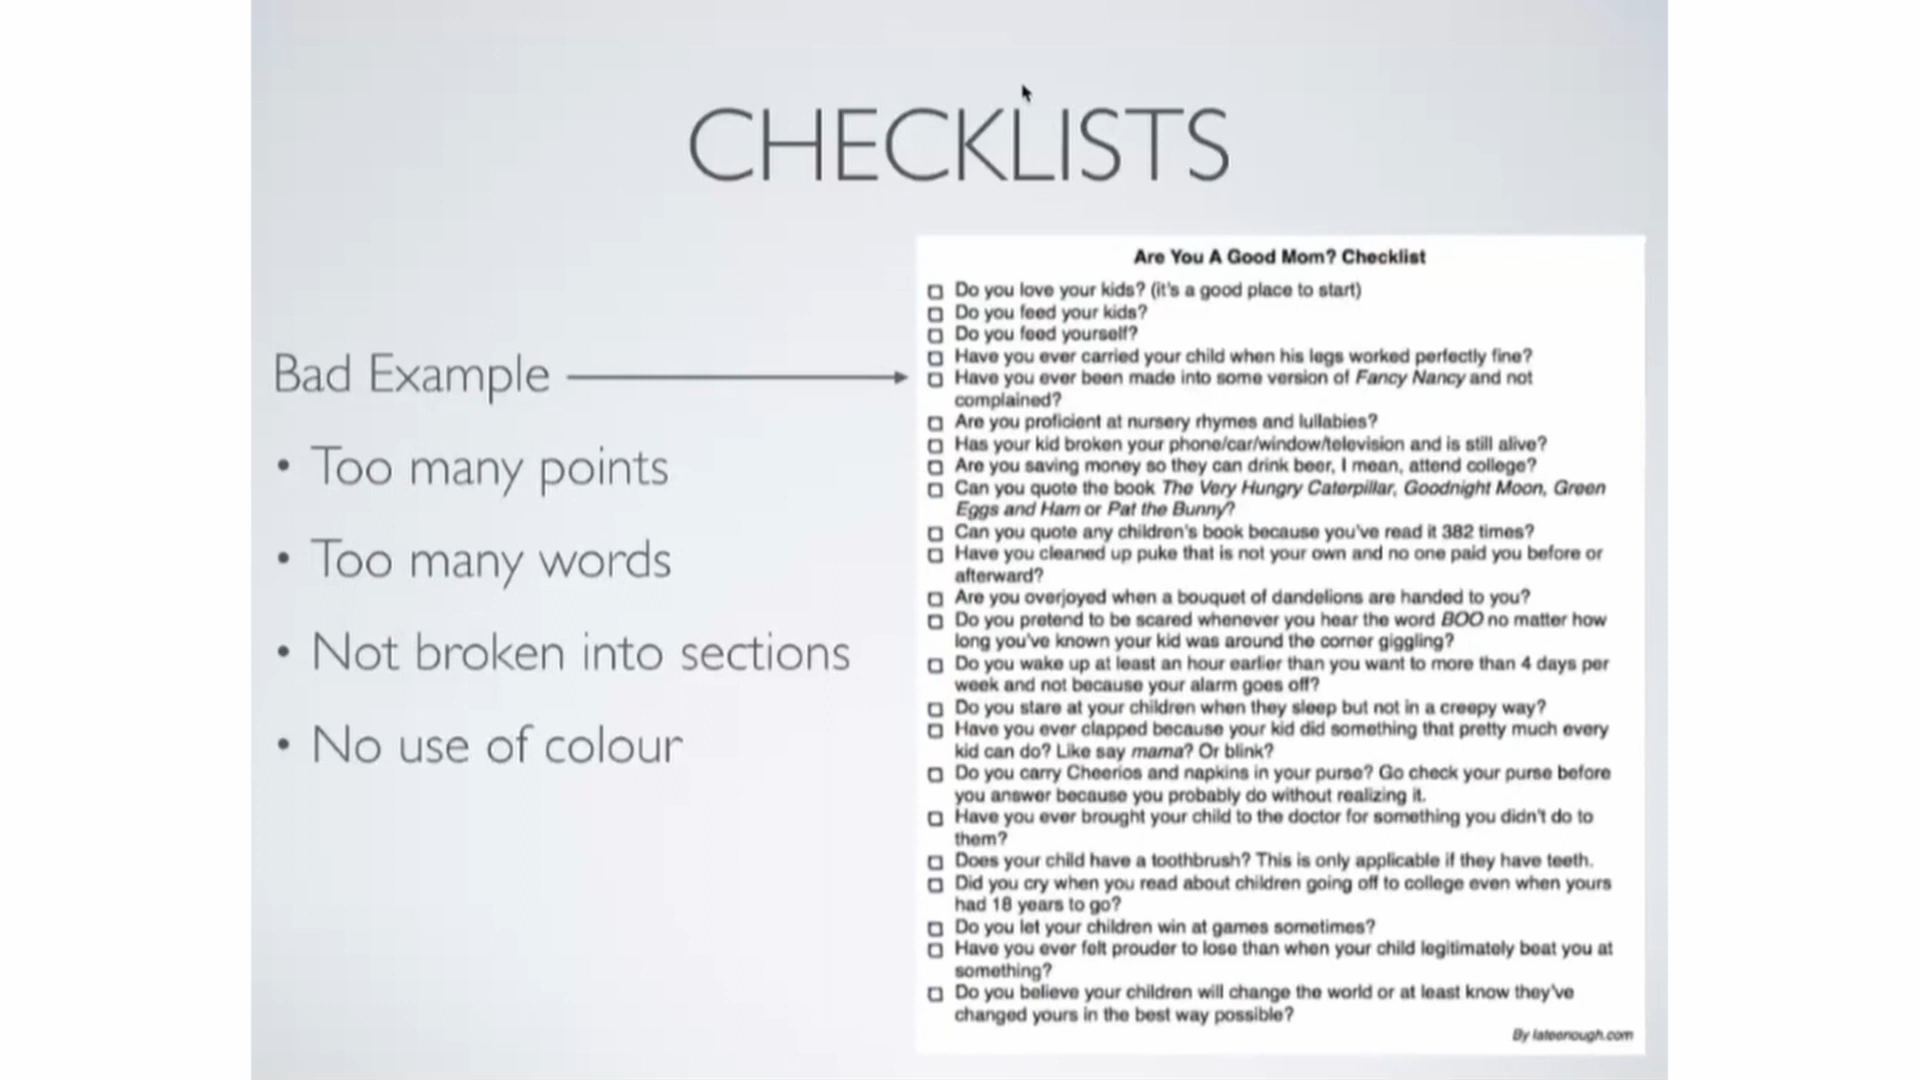 CHECKLISTS
Bad Example
• Too many points
• Too many words
• Not broken into sections
• No use of colour
Are You A Good Mom? Checklist
Do you love your kids? (it's a good place to start)
Do you feed your kids?
Do you feed yourself?
Have you ever carried your child when his legs worked perfectly fine?
Have you ever been made into some version of Fancy Nancy and not
complained?
Are you proficient at nursery rhymes and lullabies?
Has your kid broken your phone/car/window/television and is still alive?
Are you saving money so they can drink beer, I mean, attend college?
Can you quote the book The Very Hungry Caterpillar, Goodnight Moon, Green
Eggs and Ham or Pat the Bunny?
Can you quote any children's book because you've read it 382 times?
Have you cleaned up puke that is not your own and no one paid you before or
afterward?
Are you overjoyed when a bouquet of dandelions are handed to you?
Do you pretend to be scared whenever you hear the word BOO no matter how
long you've known your kid was around the corner giggling?
Do you wake up at least an hour earlier than you want to more than 4 days per
week and not because your alarm goes off?
Do you stare at your children when they sleep but not in a creepy way?
Have you ever clapped because your kid did something that pretty much every
kid can do? Like say mama? Or blink?
Do you carry Cheerios and napkins in your purse? Go check your purse before
you answer because you probably do without realizing it.
Have you ever brought your child to the doctor for something you didn't do to
them?
Does your child have a toothbrush? This is only applicable if they have teeth.
Did you cry when you read about children going off to college even when yours
had 18 years to go?
Do you let your children win at games sometimes?
Have you ever felt prouder to lose than when your child legitimately beat you at
something?
Do you believe your children will change the world or at least know they've
changed yours in the best way possible?
By lateenough.com